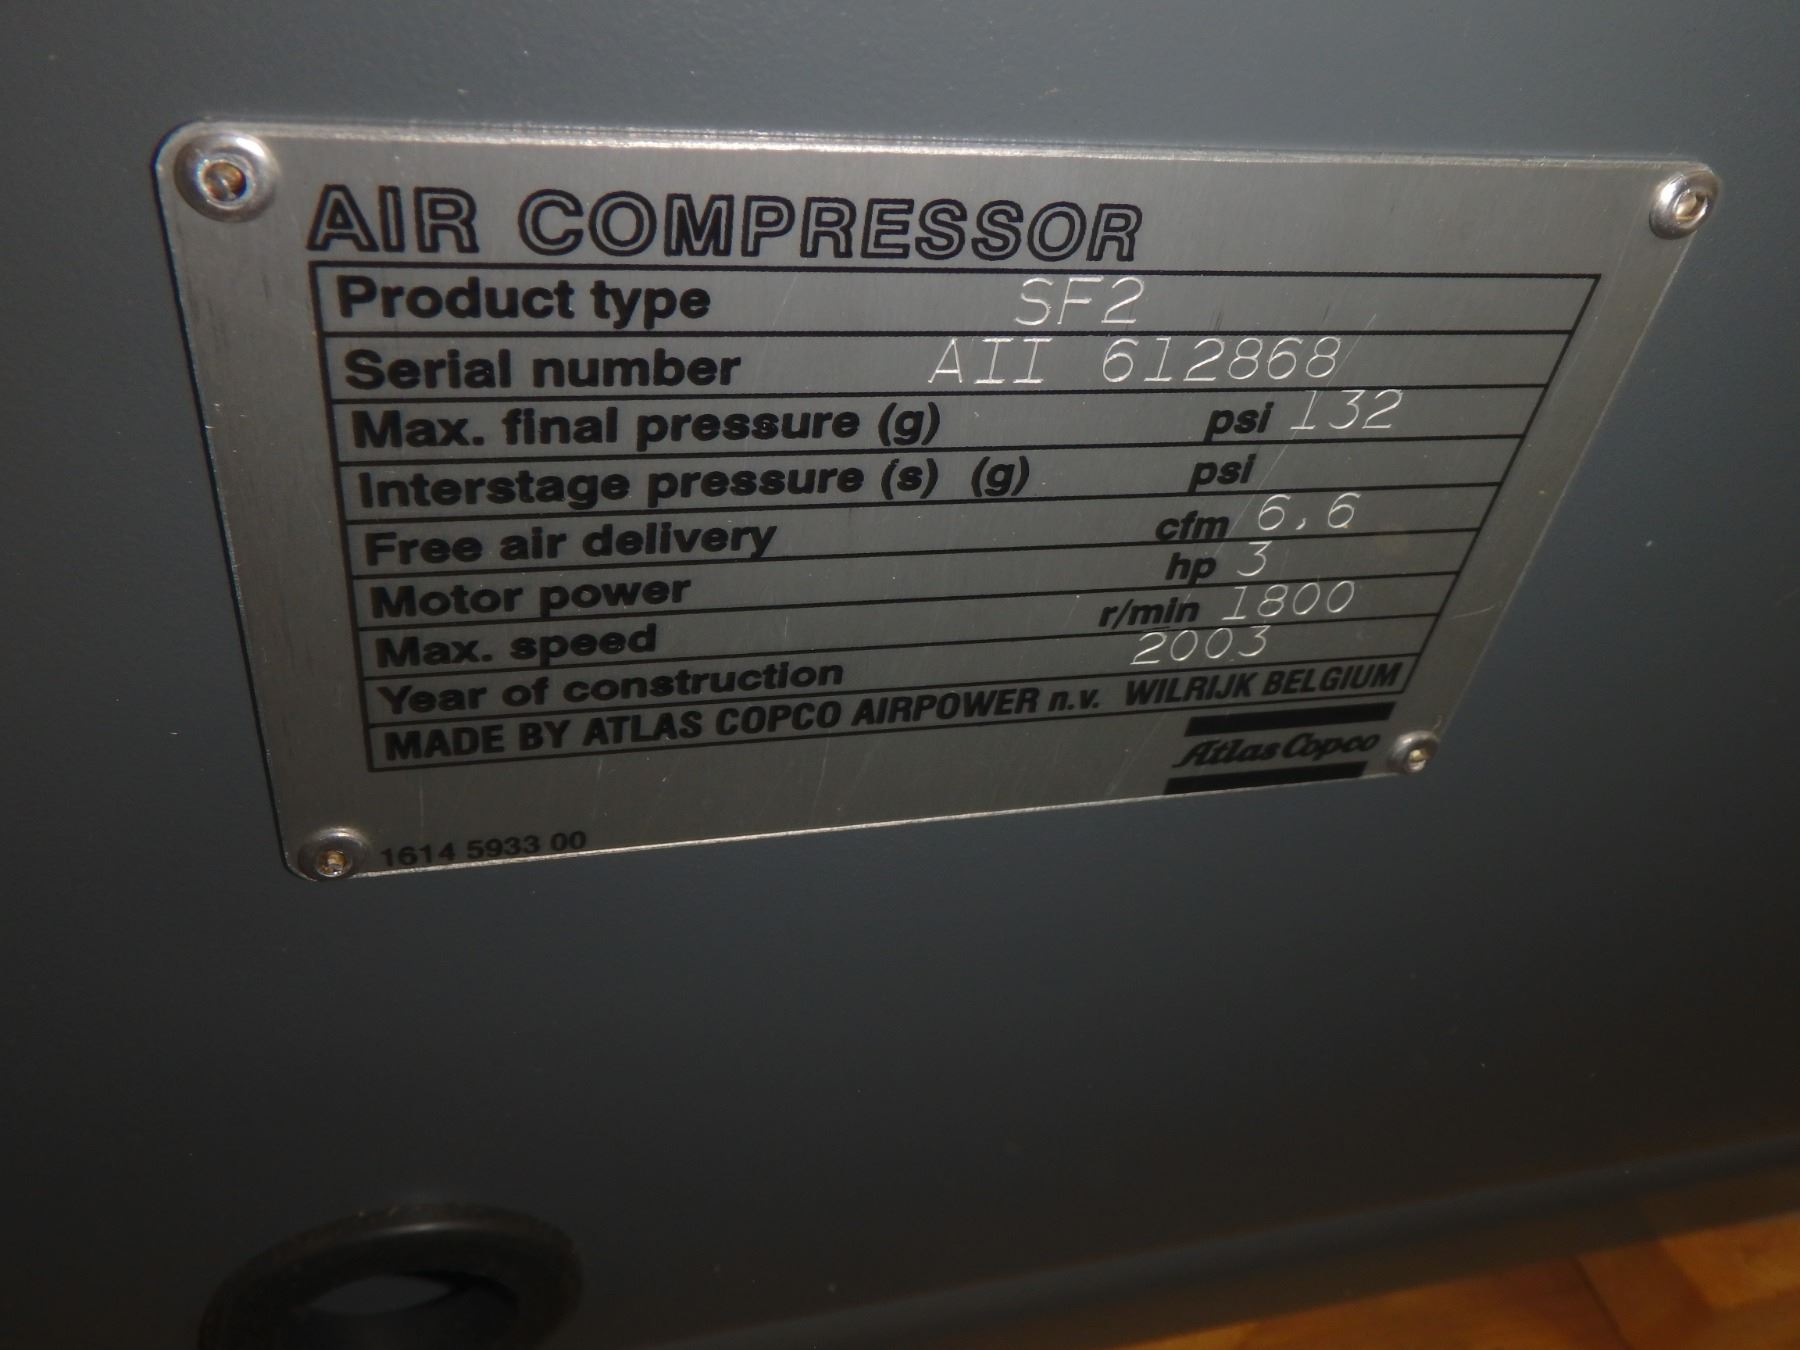 AIR COMPRESSOR
Product type SF2
Serial number AII 612868
Max. final pressure (g) psi 132
Interstage pressure (s) (g) psi
Free air delivery cfm 6,6
Motor power hp 3
Max. speed r/min 1800
Year of construction 2003
MADE BY ATLAS COPCO AIRPOWER n.v. WILRIJK BELGIUM
Atlas Copco
1614 5933 00